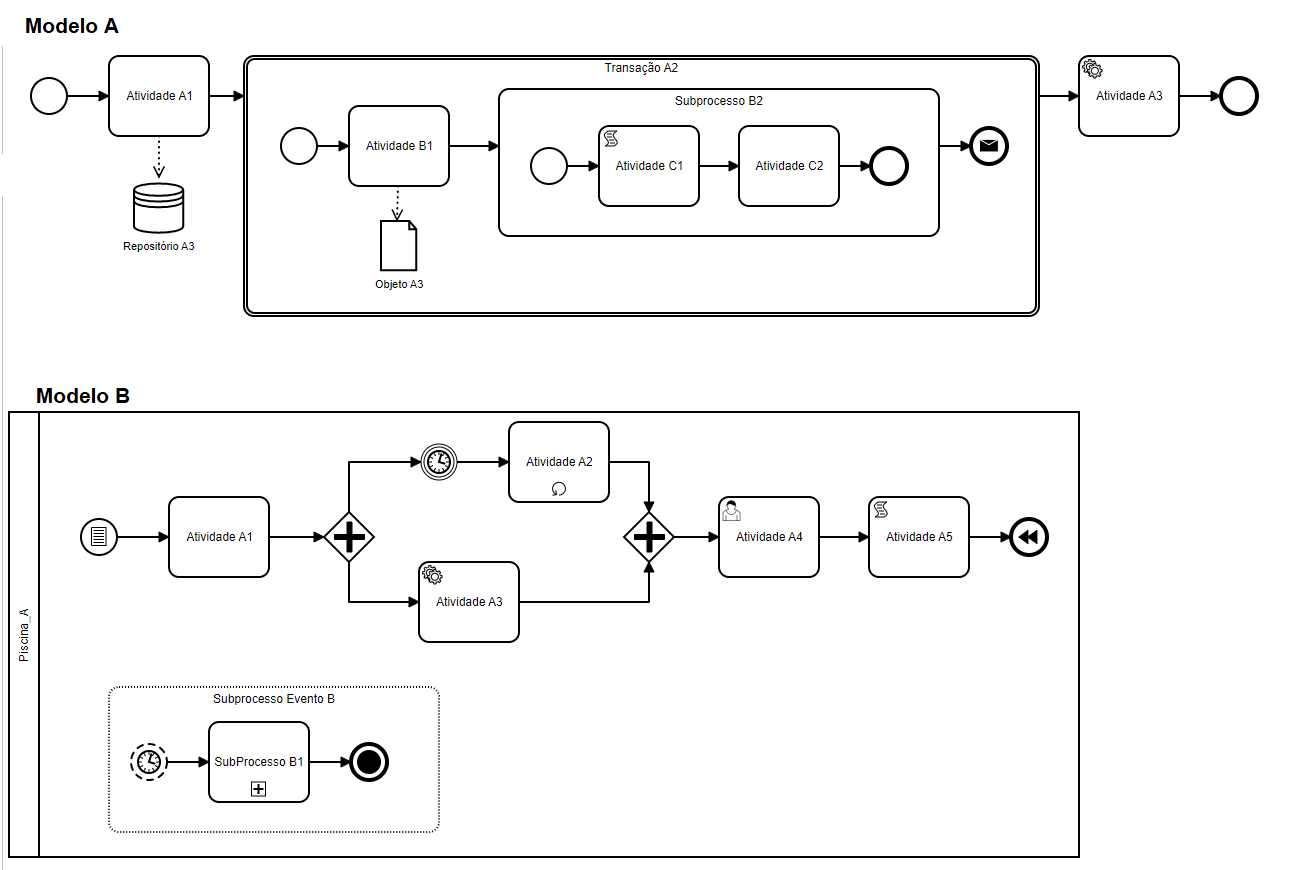 Modelo A
Transação A2
Atividade A1
Subprocesso B2
Atividade A3
Atividade B1
Atividade C1
Atividade C2
Repositório A3
Objeto A3
Modelo B
Piscina_A
Atividade A2
Atividade A1
Atividade A4
Atividade A5
Atividade A3
Subprocesso Evento B
SubProcesso B1